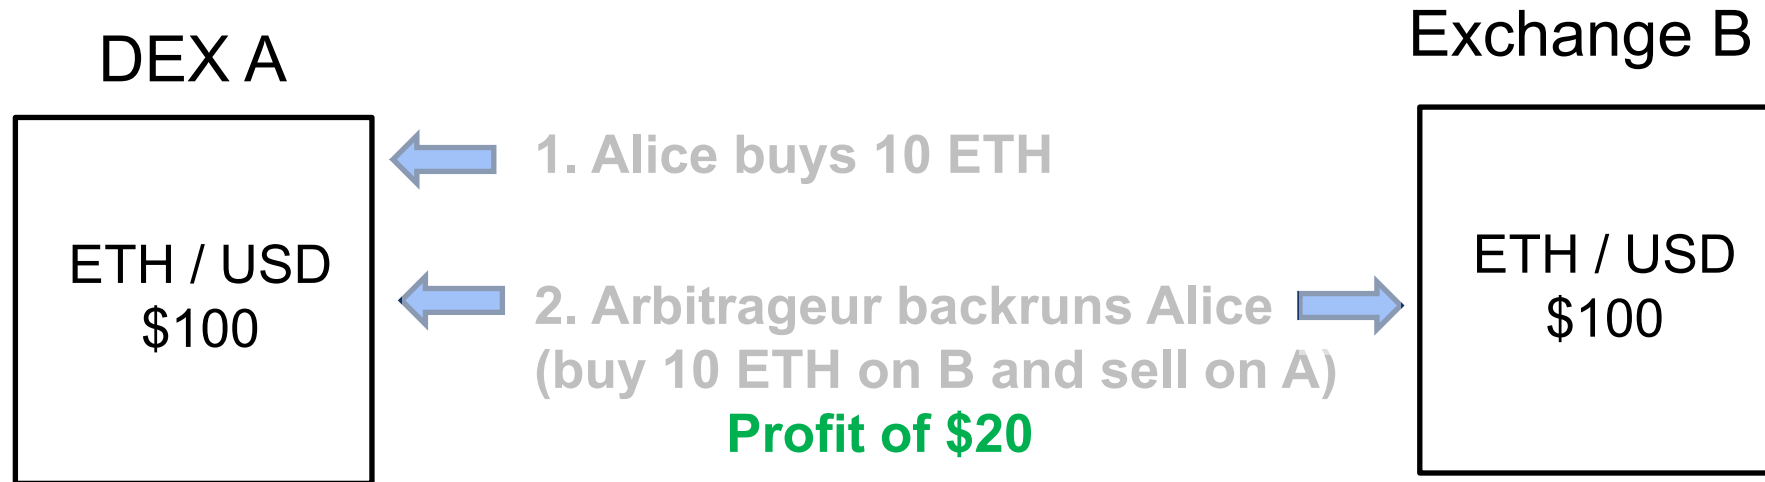 DEX A
Exchange B
1. Alice buys 10 ETH
ETH / USD
$100
2. Arbitrageur backruns Alice
(buy 10 ETH on B and sell on A)
Profit of $20
ETH / USD
$100